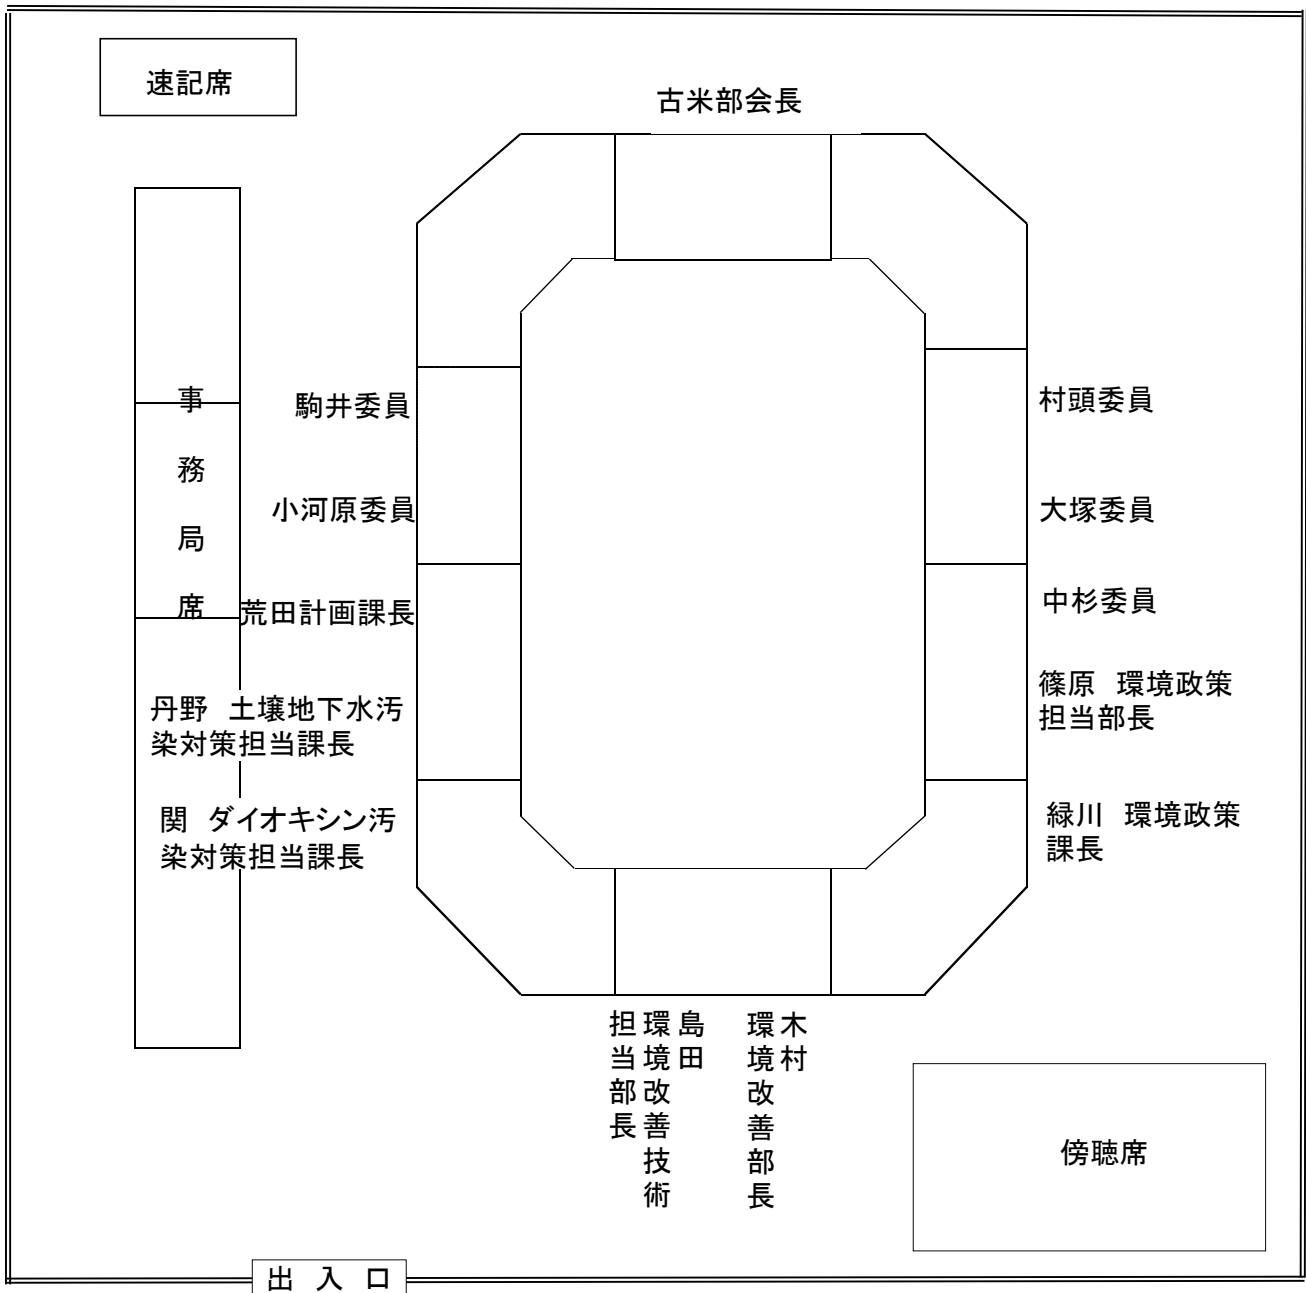 速記席
古米部会長
事務局席
駒井委員
小河原委員
荒田計画課長
丹野　土壌地下水汚
染対策担当課長
関　ダイオキシン汚
染対策担当課長
村頭委員
大塚委員
中杉委員
篠原　環境政策
担当部長
緑川　環境政策
課長
木村
環境改善部長
島田
環境改善技術
担当部長
傍聴席
出　入　口